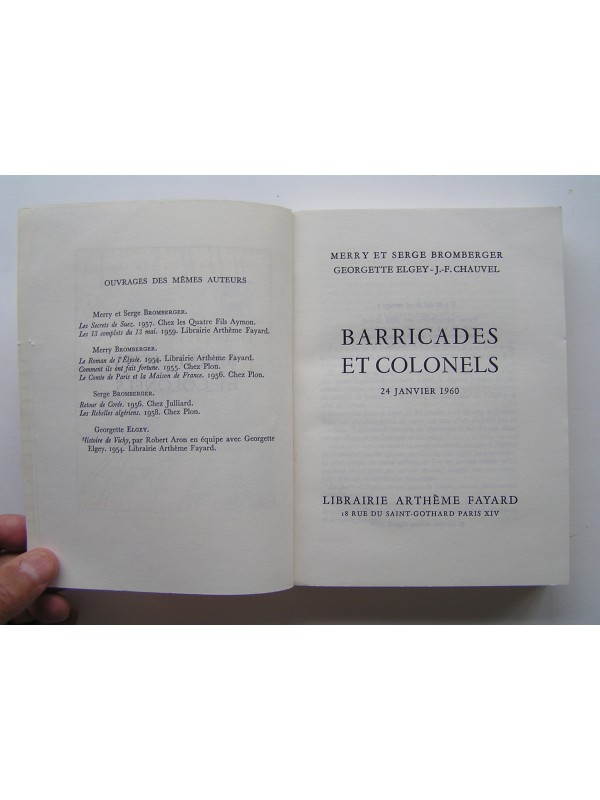 OUVRAGES DES MÊMES AUTEURS
Merry et Serge BROMBERGER.
Les Secrets de Suez. 1957. Chez les Quatre Fils Aymon.
Les 13 complots du 13 mai. 1959. Librairie Arthème Fayard.
Merry BROMBERGER.
Le Roman de l'Élysée. 1954. Librairie Arthème Fayard.
Comment ils ont fait fortune. 1955. Chez Plon.
Le Comte de Paris et la Maison de France. 1956. Chez Plon.
Serge BROMBERGER.
Retour de Corée. 1956. Chez Julliard.
Les Rebelles algériens. 1958. Chez Plon.
Georgette ELGEY.
Histoire de Vichy, par Robert Aron en équipe avec Georgette
Elgey. 1954. Librairie Arthème Fayard.
MERRY ET SERGE BROMBERGER
GEORGETTE ELGEY - J.-F. CHAUVEL
BARRICADES
ET COLONELS
24 JANVIER 1960
LIBRAIRIE ARTHÈME FAYARD
18 RUE DU SAINT-GOTHARD PARIS XIV